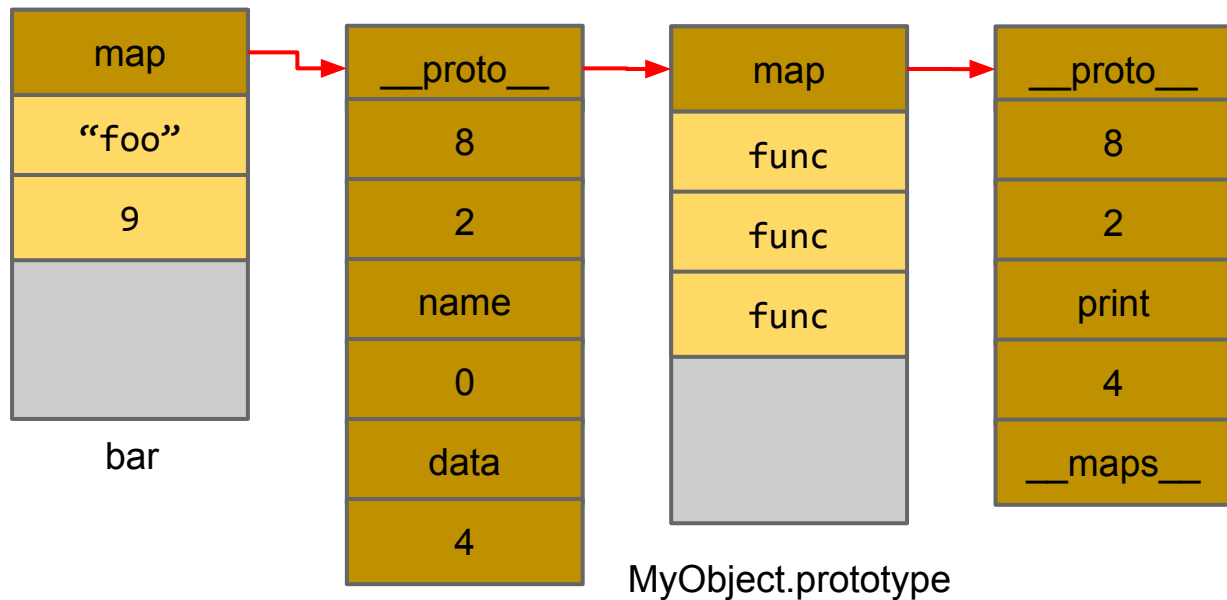 map
“foo”
9
bar
__proto__
8
2
name
0
data
4
map
func
func
func
MyObject.prototype
__proto__
8
2
print
4
__maps__